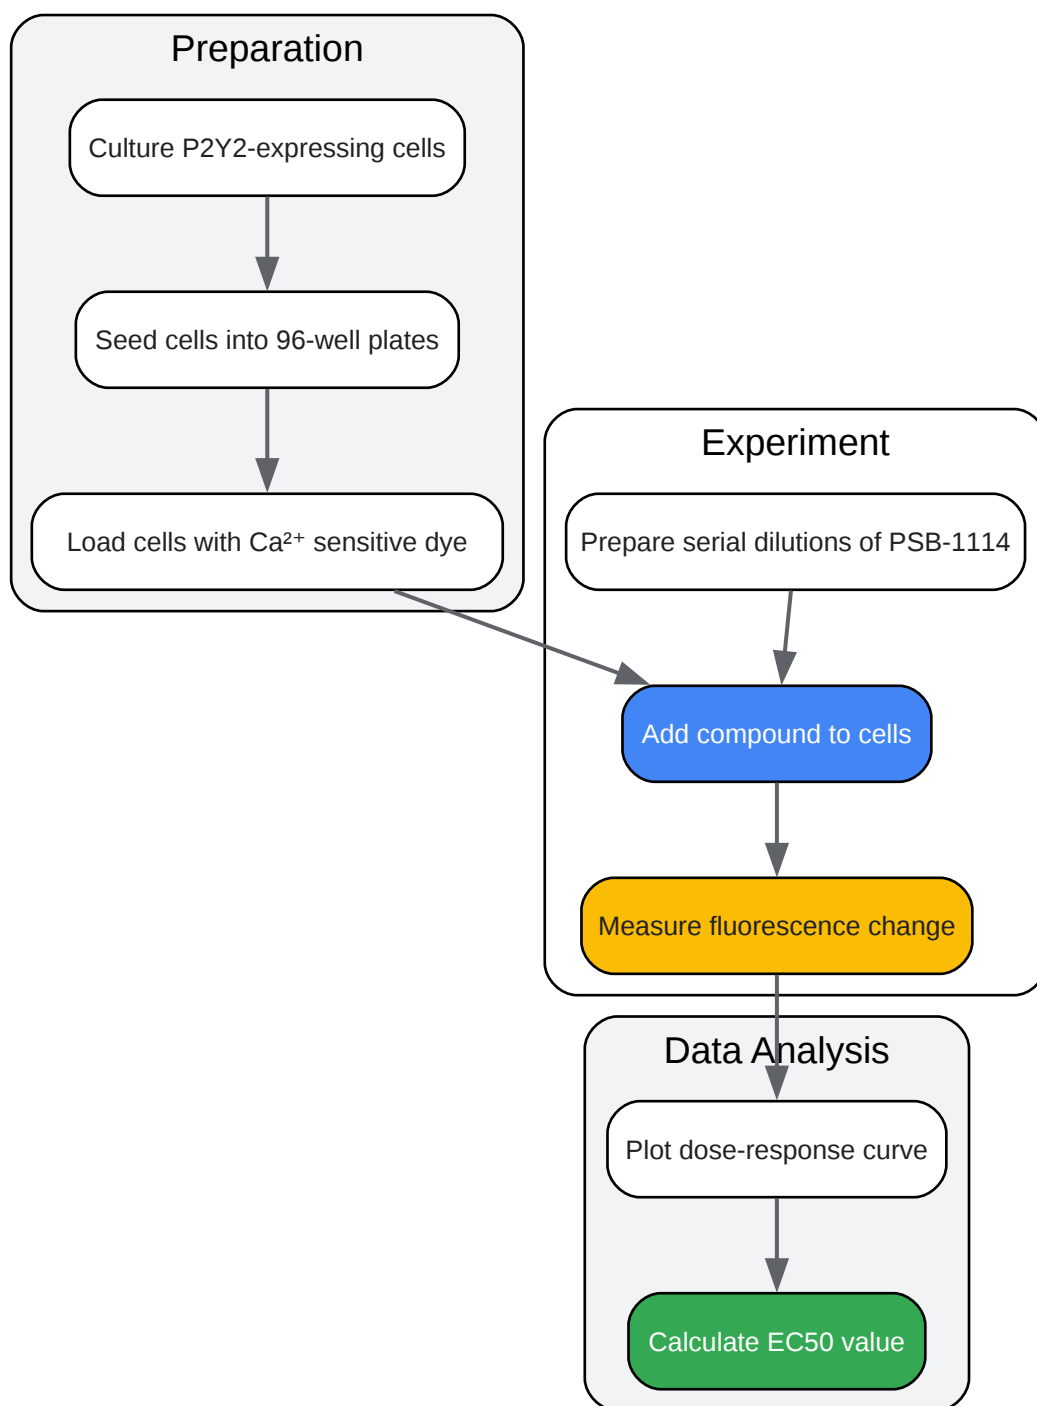 Preparation
Culture P2Y2-expressing cells
Seed cells into 96-well plates
Load cells with Ca²⁺ sensitive dye
Experiment
Prepare serial dilutions of PSB-1114
Add compound to cells
Measure fluorescence change
Data Analysis
Plot dose-response curve
Calculate EC50 value